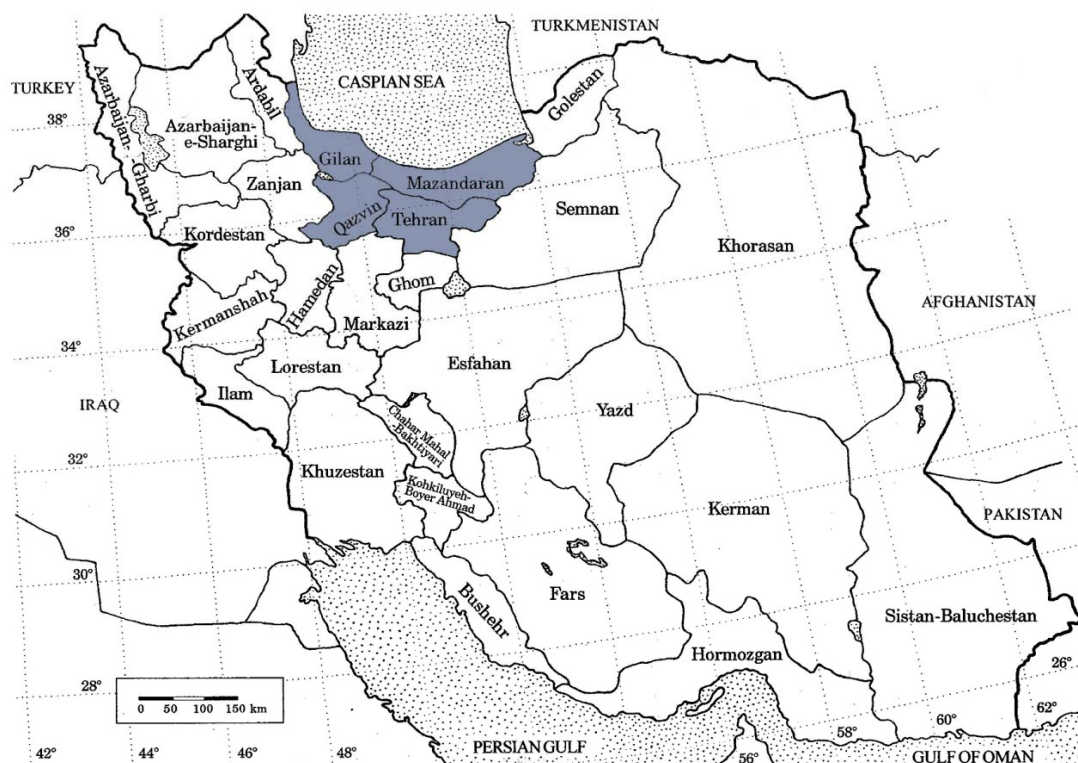 TURKMENISTAN
TURKEY
CASPIAN SEA
Azarbaijan-
-Gharbi
Ardabil
Golestan
38°
Azarbaijan-
e-Sharghi
Gilan
Zanjan
Mazandaran
Qazvin
Tehran
Semnan
Kordestan
36°
Khorasan
Hamedan
Ghom
Kermanshah
Markazi
AFGHANISTAN
34°
Lorestan
Esfahan
Ilam
IRAQ
Yazd
Chahar Mahal
-Bakhtiyari
32°
Khuzestan
Kohkiluyeh-
Boyer Ahmad
Kerman
PAKISTAN
30°
Fars
Bushehr
Sistan-Baluchestan
Hormozgan
26°
28°
0 50 100 150 km
62°
60°
58°
42°
44°
46°
48°
PERSIAN GULF
56°
GULF OF OMAN